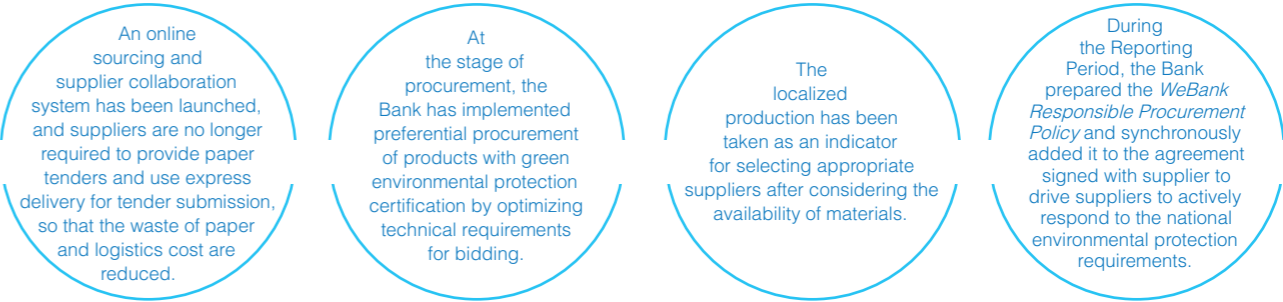 An online
sourcing and
supplier collaboration
system has been launched,
and suppliers are no longer
required to provide paper
tenders and use express
delivery for tender submission,
so that the waste of paper
and logistics cost are
reduced.
At
the stage of
procurement, the
Bank has implemented
preferential procurement
of products with green
environmental protection
certification by optimizing
technical requirements
for bidding.
The
localized
production has been
taken as an indicator
for selecting appropriate
suppliers after considering the
availability of materials.
During
the Reporting
Period, the Bank
prepared the WeBank
Responsible Procurement
Policy and synchronously
added it to the agreement
signed with supplier to
drive suppliers to actively
respond to the national
environmental protection
requirements.